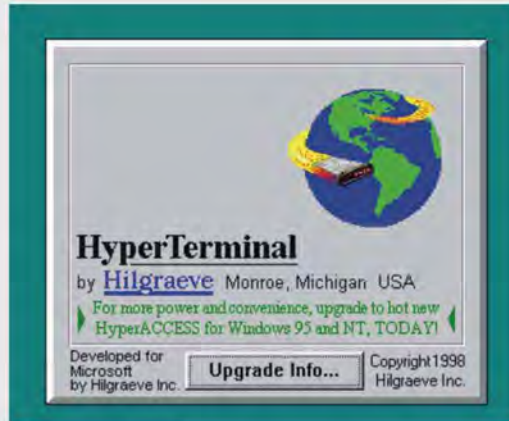 HyperTerminal
by Hilgraeve Monroe, Michigan USA
For more power and convenience, upgrade to hot new
HyperACCESS for Windows 95 and NT, TODAY!
Developed for
Microsoft
by Hilgraeve Inc.
Upgrade Info...
Copyright 1998
Hilgraeve Inc.